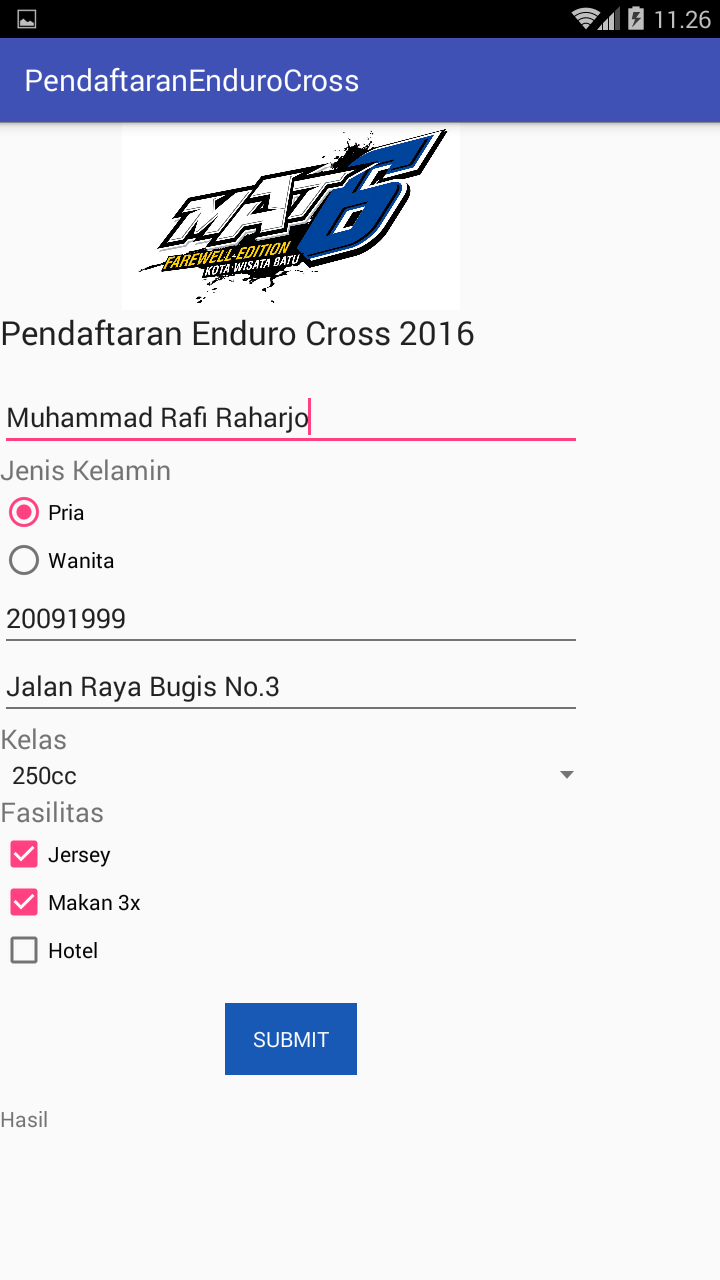 11.26
PendaftaranEnduroCross
MAT 6
FAREWELL-EDITION
KOTA WISATA BATU
Pendaftaran Enduro Cross 2016
Muhammad Rafi Raharjo
Jenis Kelamin
Pria
Wanita
20091999
Jalan Raya Bugis No.3
Kelas
250cc
Fasilitas
Jersey
Makan 3x
Hotel
SUBMIT
Hasil